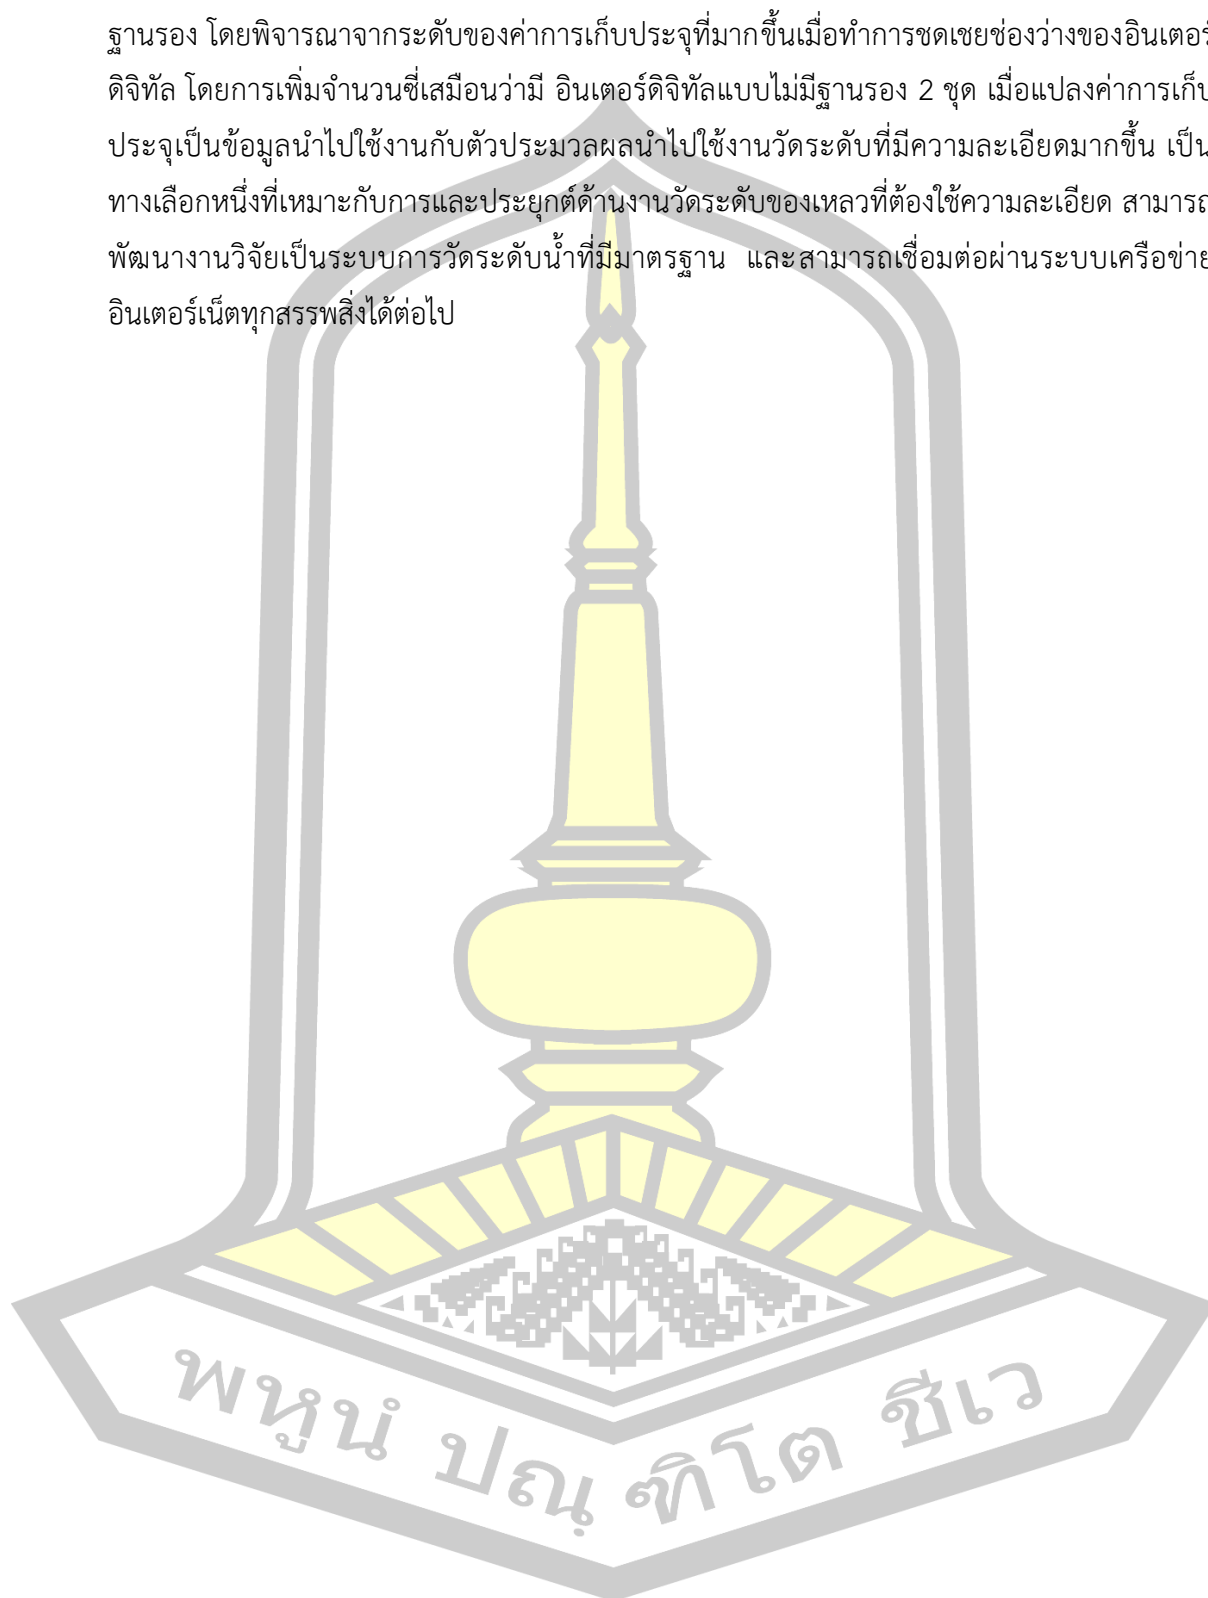 ฐานรอง โดยพิจารณาจากระดับของค่าการเก็บประจุที่มากขึ้นเมื่อทำการชดเชยช่องว่างของอินเตอร์
ดิจิทัล โดยการเพิ่มจำนวนซี่เสมือนว่ามี อินเตอร์ดิจิทัลแบบไม่มีฐานรอง 2 ชุด เมื่อแปลงค่าการเก็บ
ประจุเป็นข้อมูลนำไปใช้งานกับตัวประมวลผลนำไปใช้งานวัดระดับที่มีความละเอียดมากขึ้น เป็น
ทางเลือกหนึ่งที่เหมาะกับการและประยุกต์ด้านงานวัดระดับของเหลวที่ต้องใช้ความละเอียด สามารถ
พัฒนางานวิจัยเป็นระบบการวัดระดับน้ำที่มีมาตรฐาน และสามารถเชื่อมต่อผ่านระบบเครือข่าย
อินเตอร์เน็ตทุกสรรพสิ่งได้ต่อไป
พหูนํ ปณฺฑิโต ชีเว